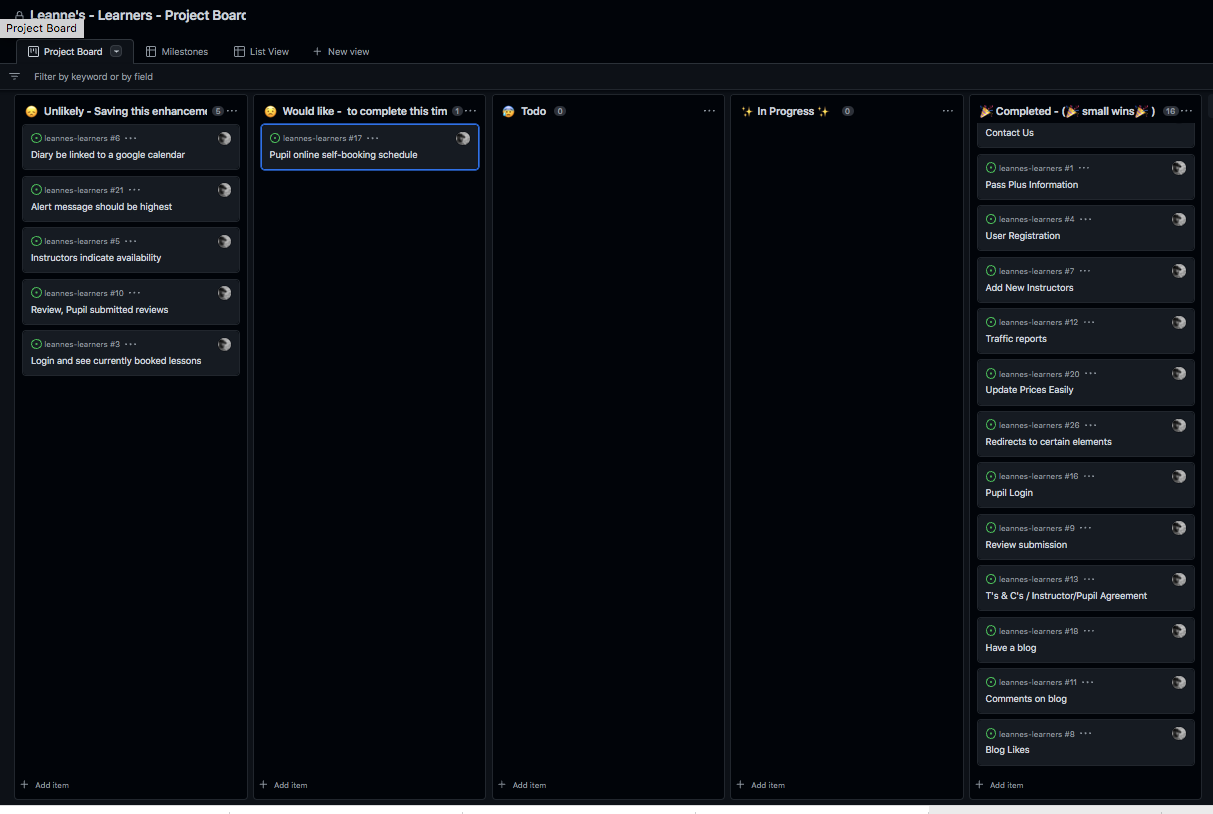 Leanne's - Learners - Project Board
Project Board
Project Board
Milestones
List View
New view
Filter by keyword or by field
😞 Unlikely - Saving this enhanceme 5
leannes-learners #6
Diary be linked to a google calendar
leannes-learners #21
Alert message should be highest
leannes-learners #5
Instructors indicate availability
leannes-learners #10
Review, Pupil submitted reviews
leannes-learners #3
Login and see currently booked lessons
Add item
😟 Would like - to complete this tim 1
leannes-learners #17
Pupil online self-booking schedule
Add item
😰 Todo 0
Add item
✨ In Progress ✨ 0
Add item
🎉 Completed - (🎉 small wins🎉 ) 16
Contact Us
leannes-learners #1
Pass Plus Information
leannes-learners #4
User Registration
leannes-learners #7
Add New Instructors
leannes-learners #12
Traffic reports
leannes-learners #20
Update Prices Easily
leannes-learners #26
Redirects to certain elements
leannes-learners #16
Pupil Login
leannes-learners #9
Review submission
leannes-learners #13
T's & C's / Instructor/Pupil Agreement
leannes-learners #18
Have a blog
leannes-learners #11
Comments on blog
leannes-learners #8
Blog Likes
Add item